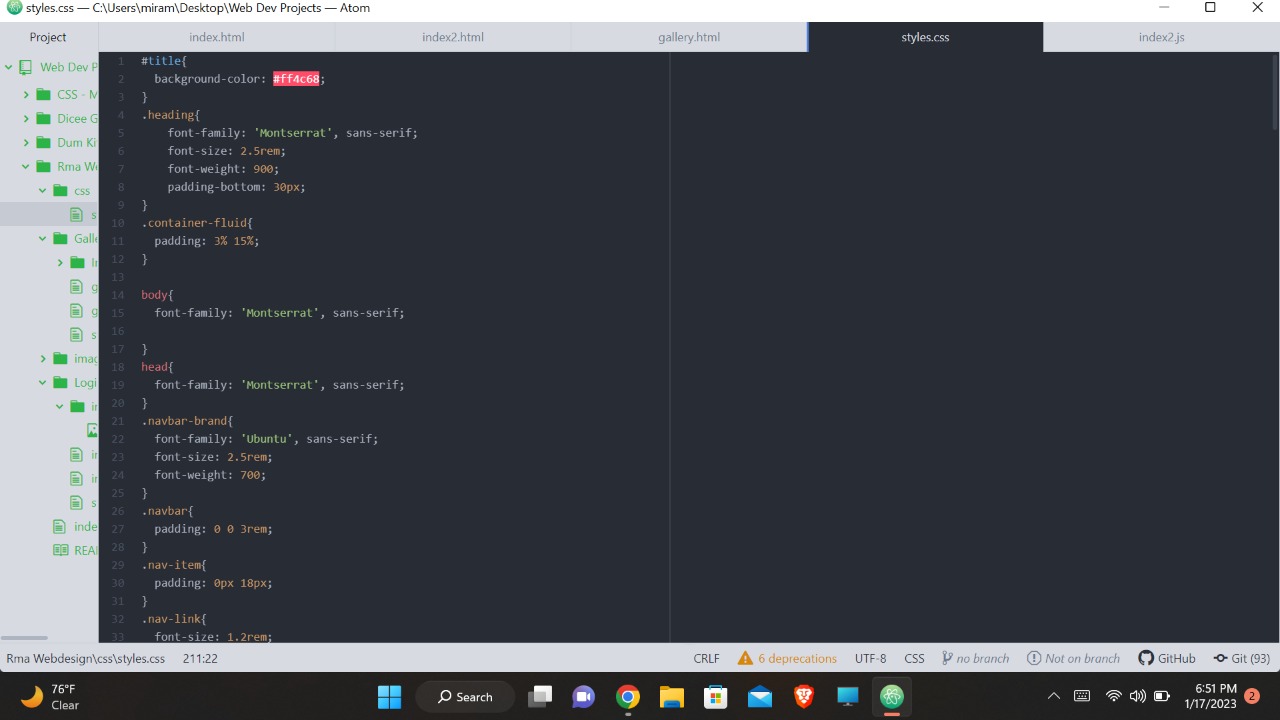 styles.css — C:\Users\miram\Desktop\Web Dev Projects — Atom
Project
index.html
index2.html
gallery.html
styles.css
index2.js
Web Dev P
CSS - M
Dicee G
Dum Ki
Rma We
css
s
Galle
Ir
g
g
s
imag
Logi
ir
ir
ir
s
inde
REAI
1 #title{
2 background-color: #ff4c68;
3 }
4 .heading{
5 font-family: 'Montserrat', sans-serif;
6 font-size: 2.5rem;
7 font-weight: 900;
8 padding-bottom: 30px;
9 }
10 .container-fluid{
11 padding: 3% 15%;
12 }
13
14 body{
15 font-family: 'Montserrat', sans-serif;
16
17 }
18 head{
19 font-family: 'Montserrat', sans-serif;
20 }
21 .navbar-brand{
22 font-family: 'Ubuntu', sans-serif;
23 font-size: 2.5rem;
24 font-weight: 700;
25 }
26 .navbar{
27 padding: 0 0 3rem;
28 }
29 .nav-item{
30 padding: 0px 18px;
31 }
32 .nav-link{
33 font-size: 1.2rem;
Rma Webdesign\css\styles.css 211:22 CRLF 6 deprecations UTF-8 CSS no branch Not on branch GitHub Git (93)
76°F
Clear
Search
6:51 PM
1/17/2023
2